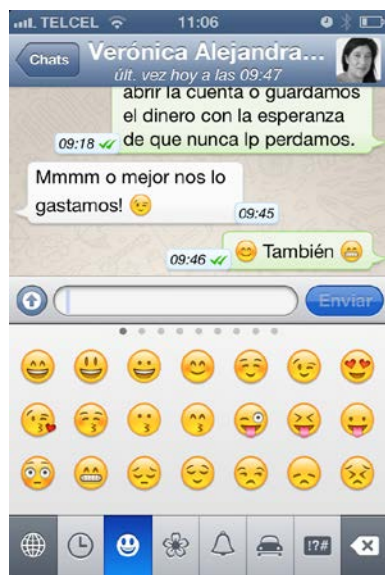 TELCEL 11:06
Chats Verónica Alejandra...
últ. vez hoy a las 09:47
abrir la cuenta o guardamos
el dinero con la esperanza
09:18 de que nunca lp perdamos.
Mmmm o mejor nos lo
gastamos! 😉
09:45
09:46 😊 También 😁
Enviar
!?#